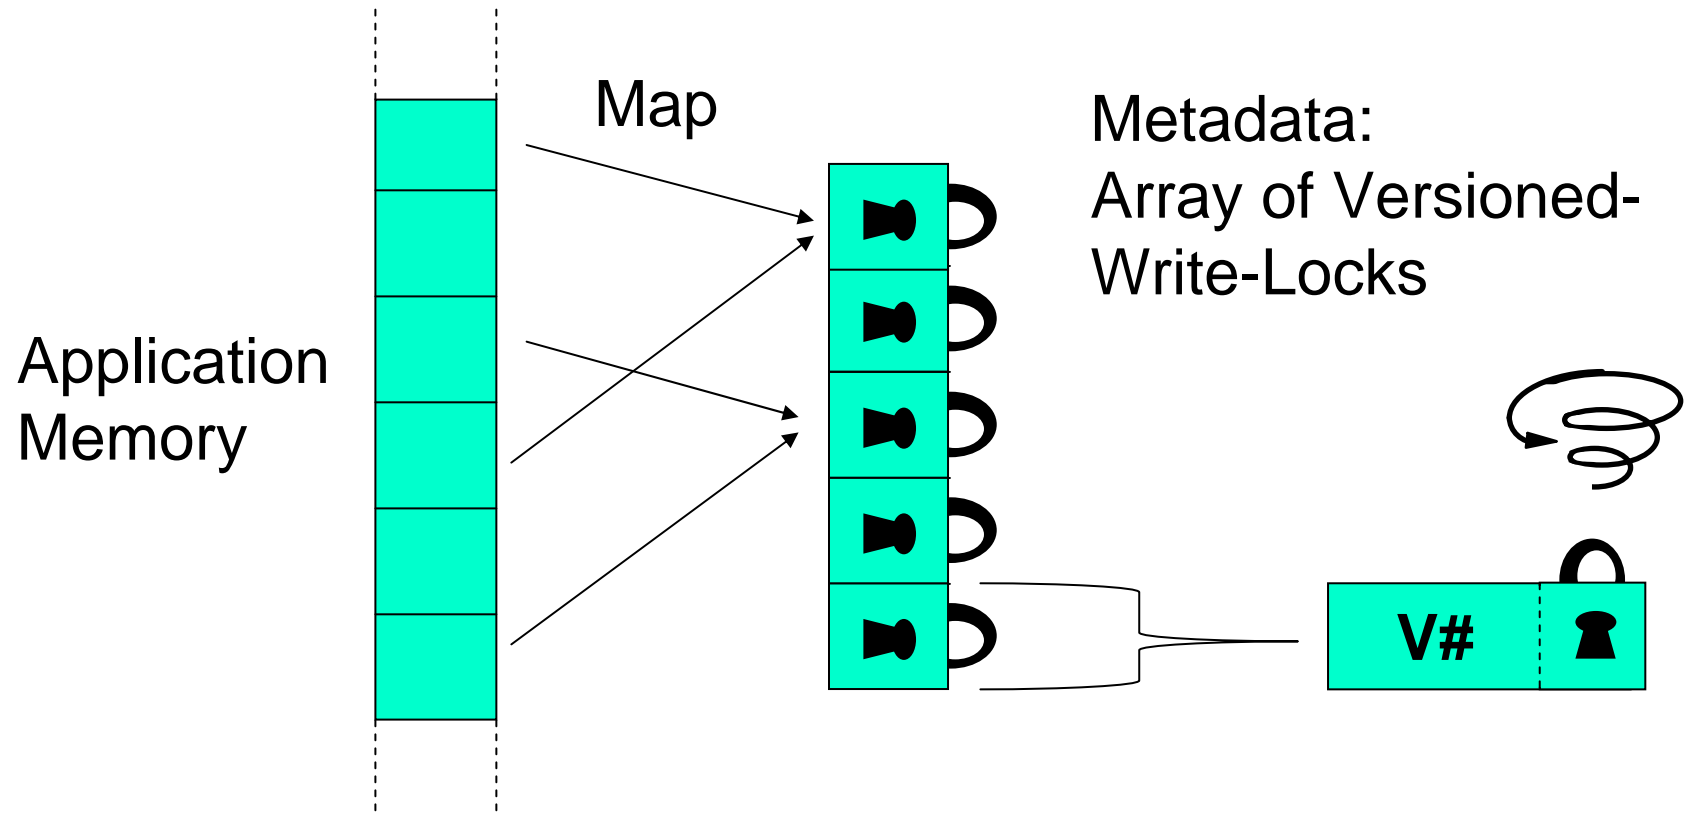 Map
Metadata:
Array of Versioned-
Write-Locks
Application
Memory
V#